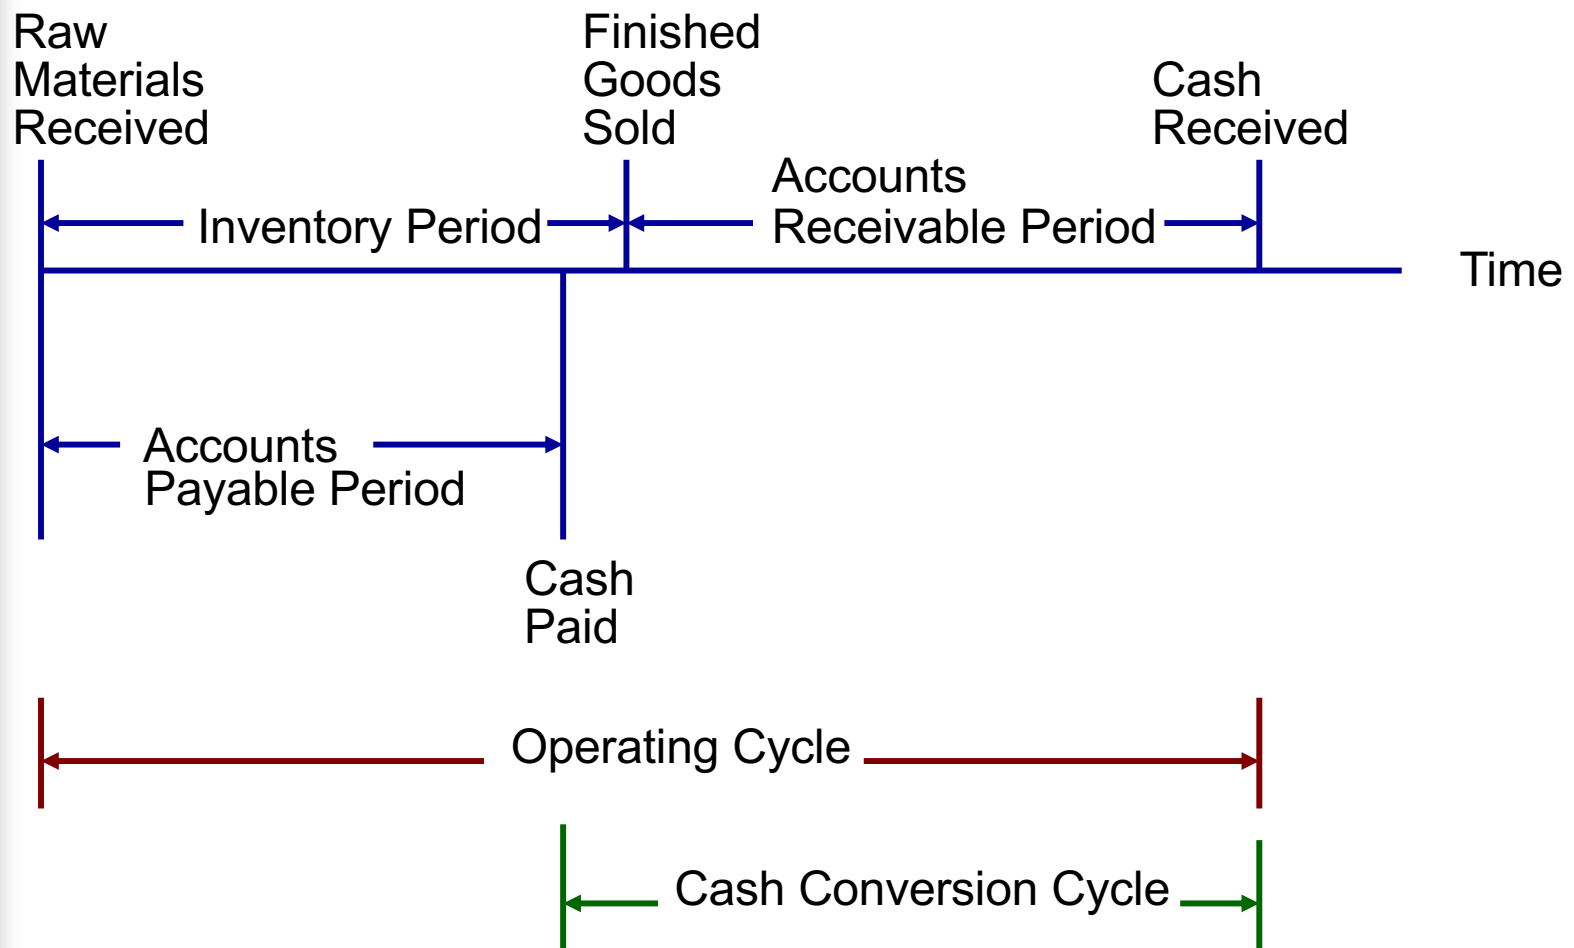 Raw
Materials
Received
Finished
Goods
Sold
Cash
Received
Inventory Period
Accounts
Receivable Period
Time
Accounts
Payable Period
Cash
Paid
Operating Cycle
Cash Conversion Cycle